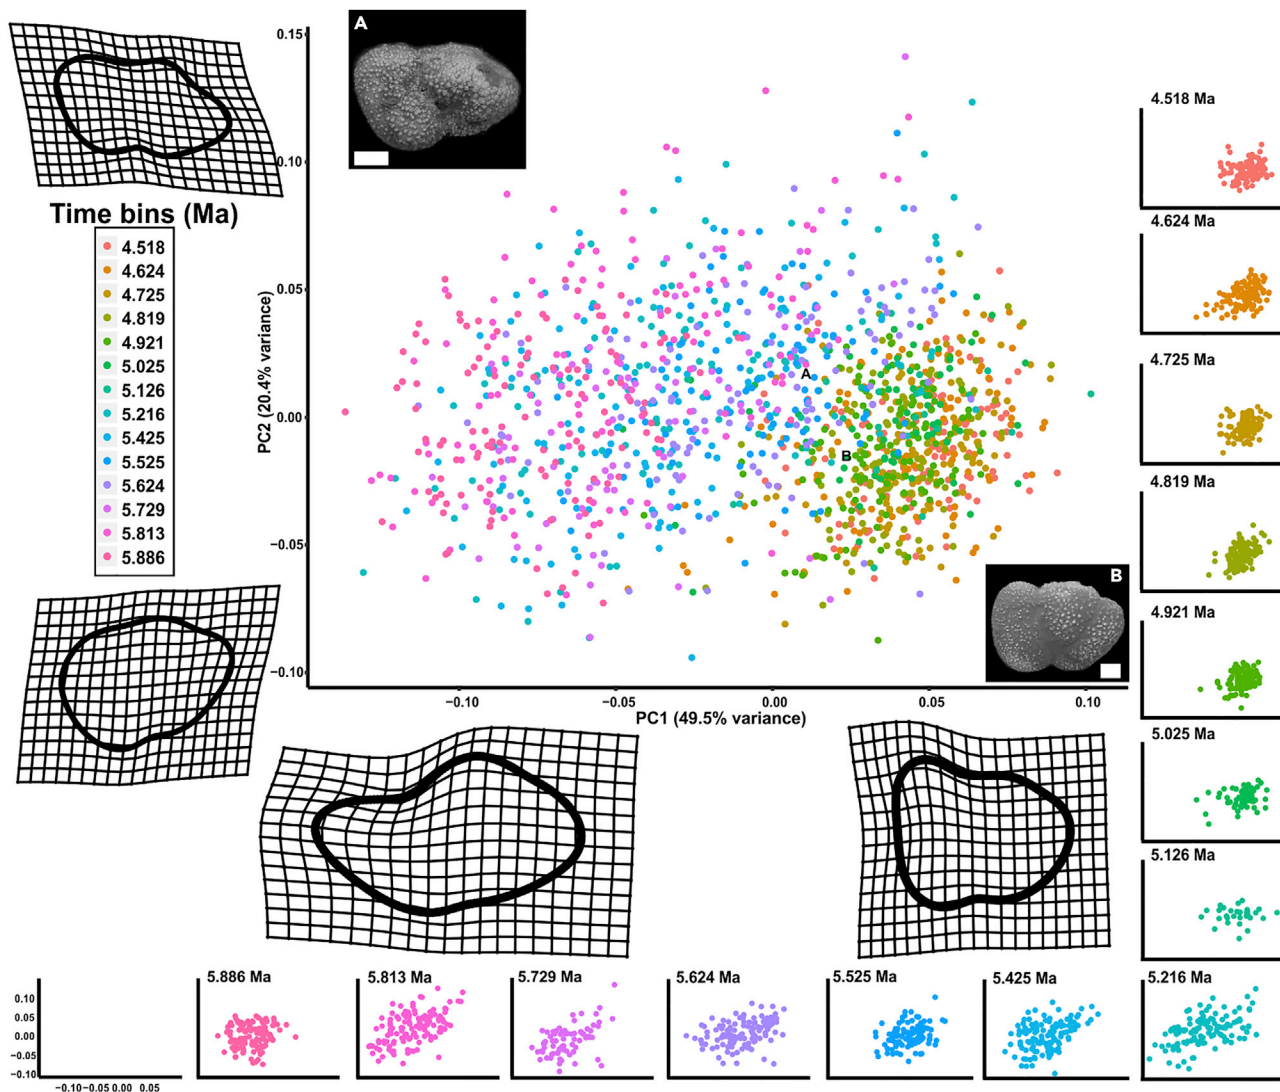 0.15
0.10
0.05
0.00
−0.05
−0.10
PC2 (20.4% variance)
A
A
B
B
−0.10
−0.05
0.00
0.05
0.10
PC1 (49.5% variance)
Time bins (Ma)
4.518
4.624
4.725
4.819
4.921
5.025
5.126
5.216
5.425
5.525
5.624
5.729
5.813
5.886
4.518 Ma
4.624 Ma
4.725 Ma
4.819 Ma
4.921 Ma
5.025 Ma
5.126 Ma
5.886 Ma
5.813 Ma
5.729 Ma
5.624 Ma
5.525 Ma
5.425 Ma
5.216 Ma
0.10
0.05
0.00
−0.05
−0.10
−0.10−0.05 0.00 0.05